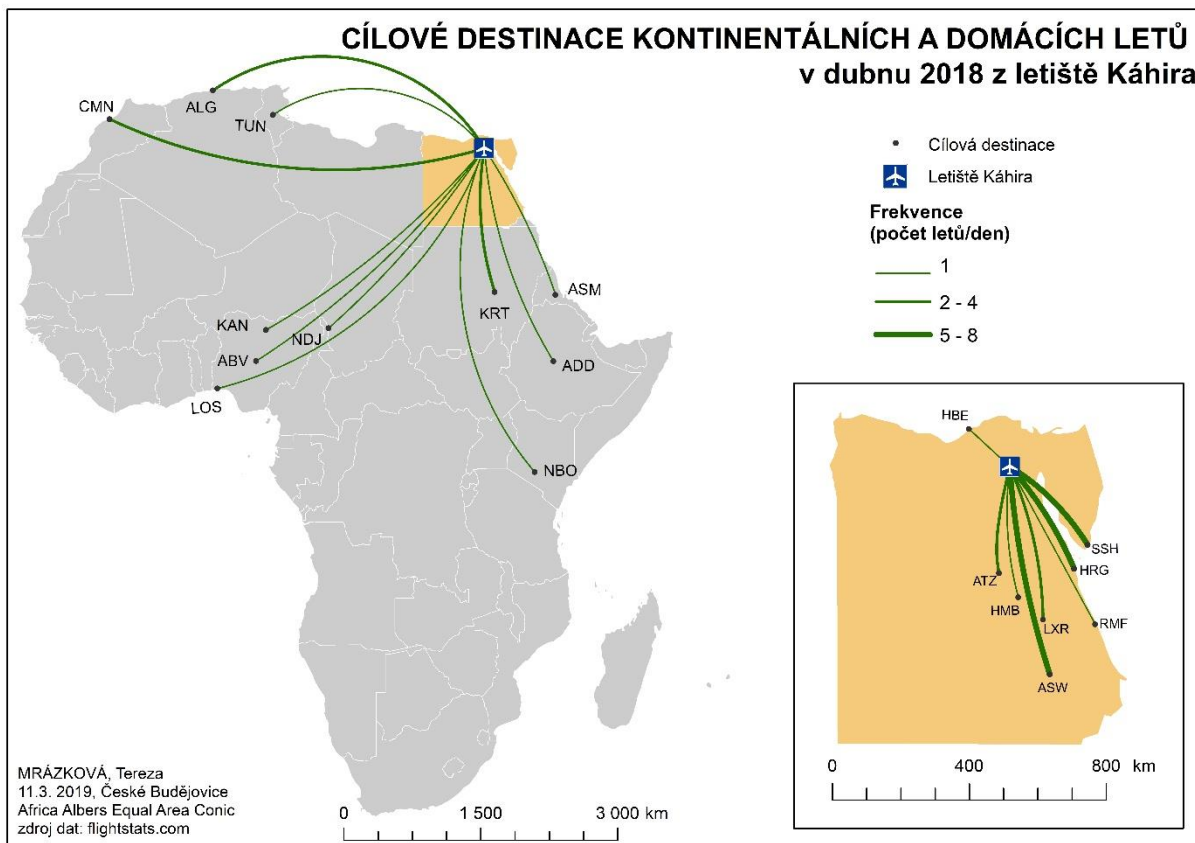 CÍLOVÉ DESTINACE KONTINENTÁLNÍCH A DOMÁCÍCH LETŮ
v dubnu 2018 z letiště Káhira
Cílová destinace
Letiště Káhira
Frekvence
(počet letů/den)
1
2 - 4
5 - 8
CMN
ALG
TUN
ASM
KRT
KAN
NDJ
ABV
ADD
LOS
NBO
HBE
SSH
HRG
ATZ
HMB
LXR
RMF
ASW
0 400 800 km
MRÁZKOVÁ, Tereza
11.3. 2019, České Budějovice
Africa Albers Equal Area Conic
zdroj dat: flightstats.com
0 1 500 3 000 km